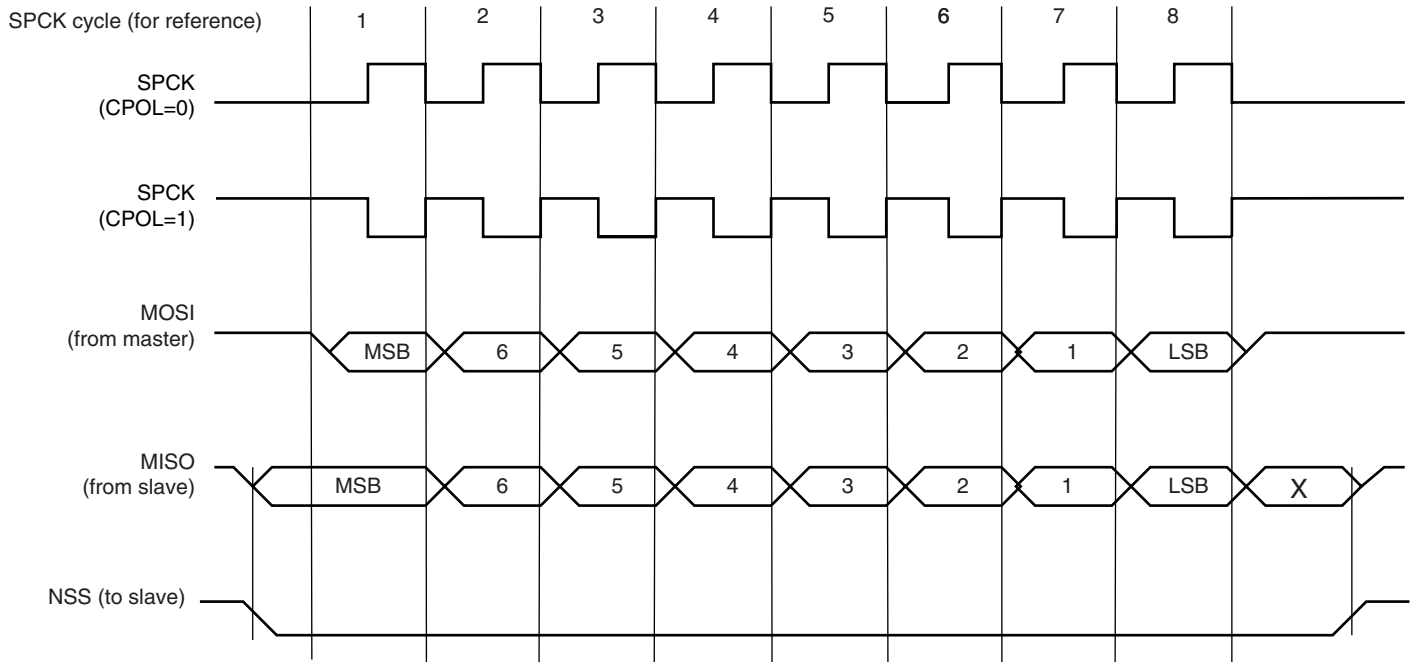 SPCK cycle (for reference)
1 2 3 4 5 6 7 8
SPCK
(CPOL=0)
SPCK
(CPOL=1)
MOSI
(from master)
MSB 6 5 4 3 2 1 LSB
MISO
(from slave)
MSB 6 5 4 3 2 1 LSB X
NSS (to slave)